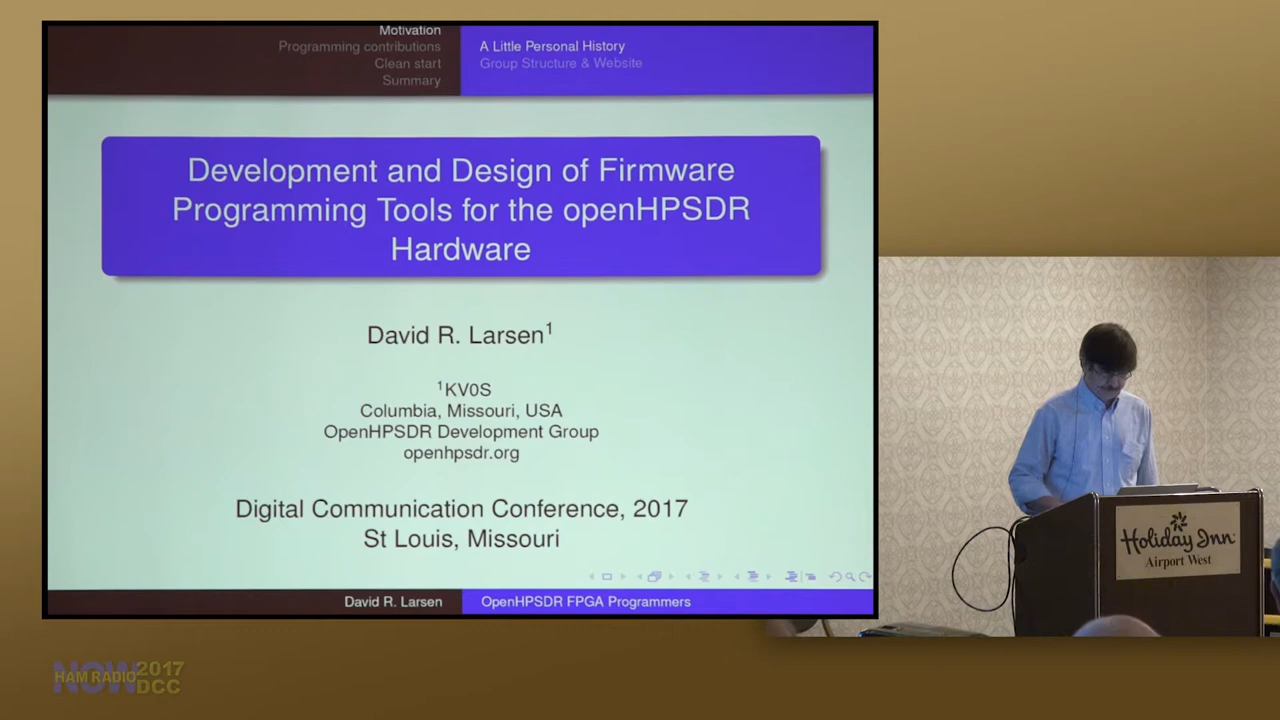 Motivation
Programming contributions
Clean start
Summary
A Little Personal History
Group Structure & Website
Development and Design of Firmware
Programming Tools for the openHPSDR
Hardware
David R. Larsen¹
¹KV0S
Columbia, Missouri, USA
OpenHPSDR Development Group
openhpsdr.org
Digital Communication Conference, 2017
St Louis, Missouri
David R. Larsen
OpenHPSDR FPGA Programmers
Holiday Inn
Airport West
NOW
HAM RADIO
2017
DCC